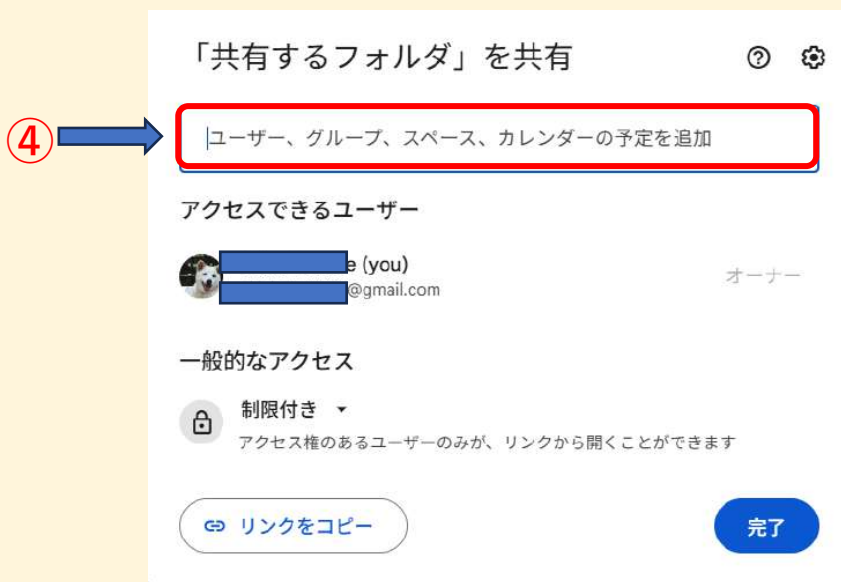 「共有するフォルダ」を共有
④
ユーザー、グループ、スペース、カレンダーの予定を追加
アクセスできるユーザー
e (you)
オーナー
@gmail.com
一般的なアクセス
制限付き
アクセス権のあるユーザーのみが、リンクから開くことができます
リンクをコピー
完了